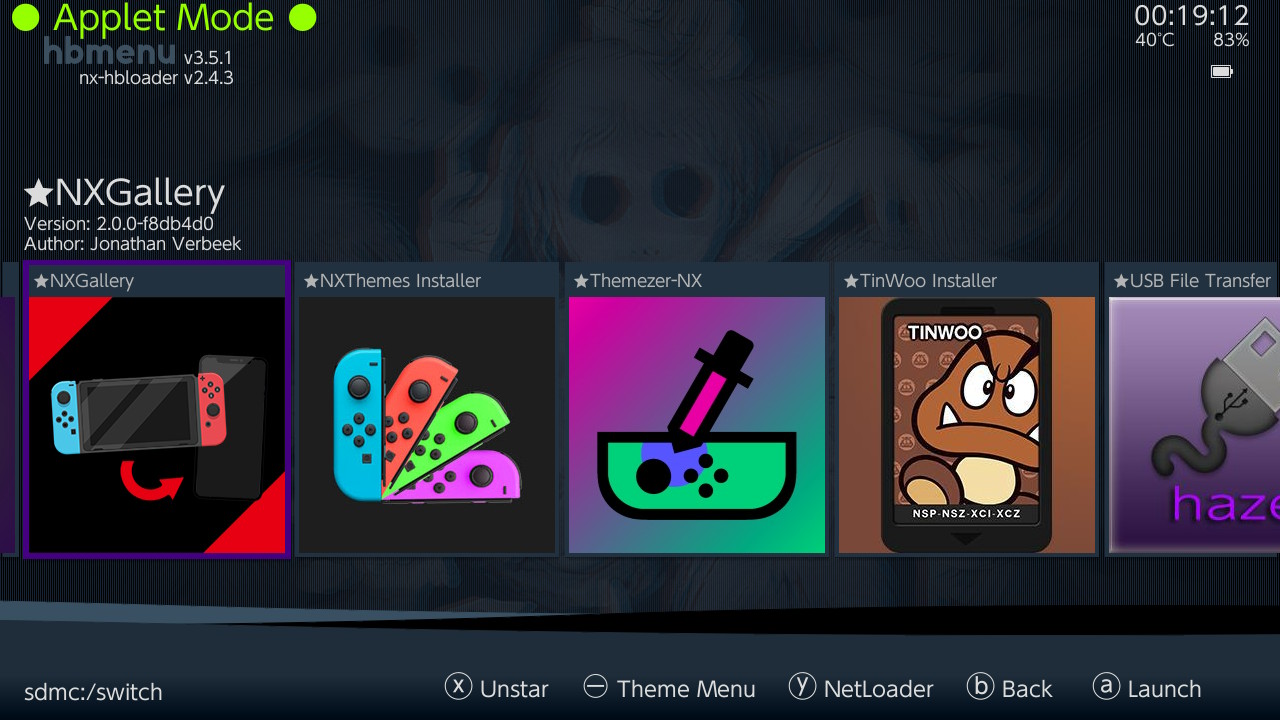 Applet Mode
00:19:12
hbmenu v3.5.1
40°C 83%
nx-hbloader v2.4.3
★NXGallery
Version: 2.0.0-f8db4d0
Author: Jonathan Verbeek
★NXGallery
★NXThemes Installer
★Themezer-NX
★TinWoo Installer
★USB File Transfer
TINWOO
NSP-NSZ-XCI-XCZ
haze
sdmc:/switch
x Unstar
Theme Menu
y NetLoader
b Back
a Launch